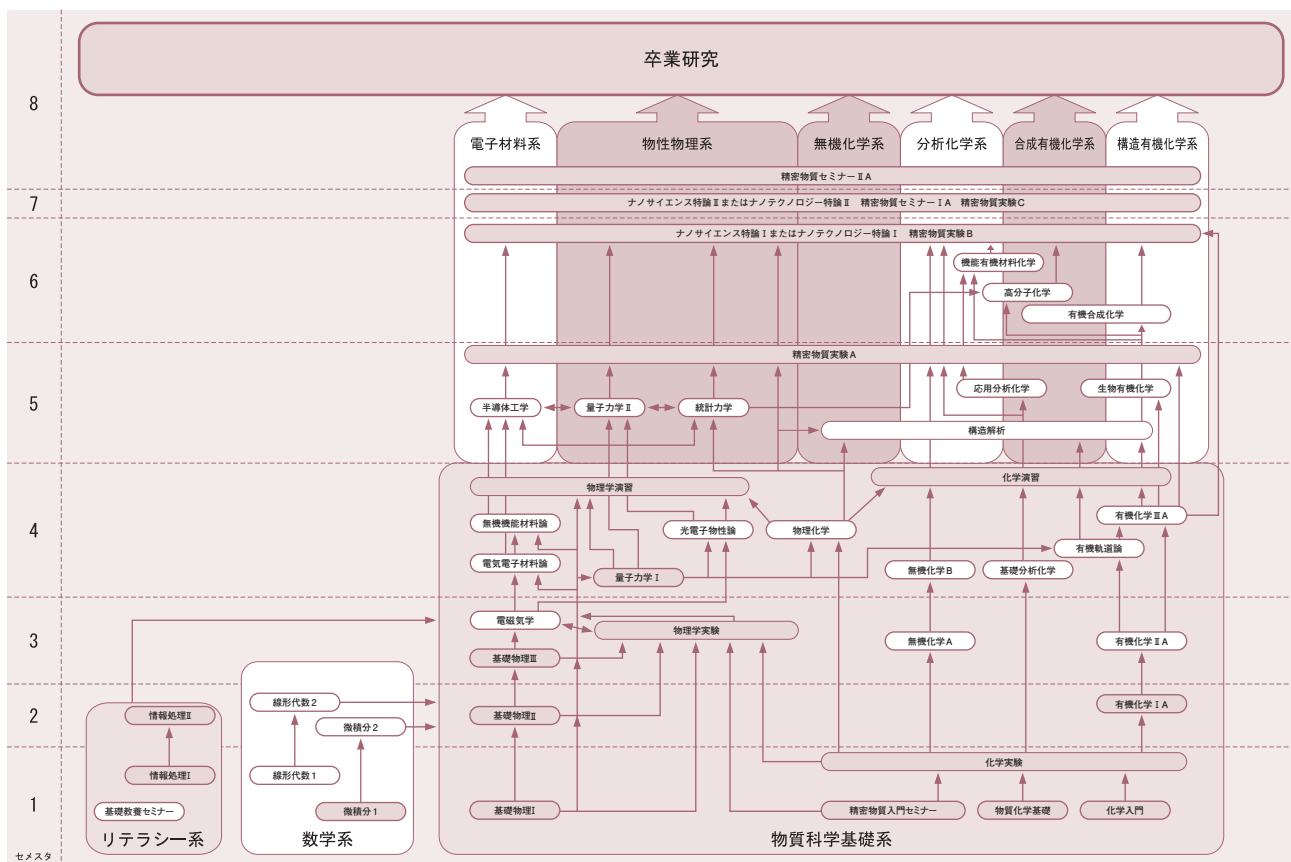 卒業研究
8
電子材料系
物性物理系
無機化学系
分析化学系
合成有機化学系
構造有機化学系
精密物質セミナーⅡA
7
ナノサイエンス特論Ⅱまたはナノテクノロジー特論Ⅱ 精密物質セミナーⅠA 精密物質実験C
ナノサイエンス特論Ⅰまたはナノテクノロジー特論Ⅰ 精密物質実験B
6
機能有機材料化学
高分子化学
有機合成化学
精密物質実験A
5
応用分析化学
生物有機化学
半導体工学
量子力学Ⅱ
統計力学
構造解析
物理学演習
化学演習
4
無機機能材料論
光電子物性論
物理化学
有機化学ⅢA
有機軌道論
電気電子材料論
量子力学Ⅰ
無機化学B
基礎分析化学
3
電磁気学
物理学実験
無機化学A
有機化学ⅡA
基礎物理Ⅲ
2
線形代数2
情報処理Ⅱ
微積分2
基礎物理Ⅱ
有機化学ⅠA
化学実験
情報処理Ⅰ
線形代数1
1
基礎教養セミナー
微積分1
基礎物理Ⅰ
精密物質入門セミナー
物質化学基礎
化学入門
リテラシー系
数学系
物質科学基礎系
セメスタ